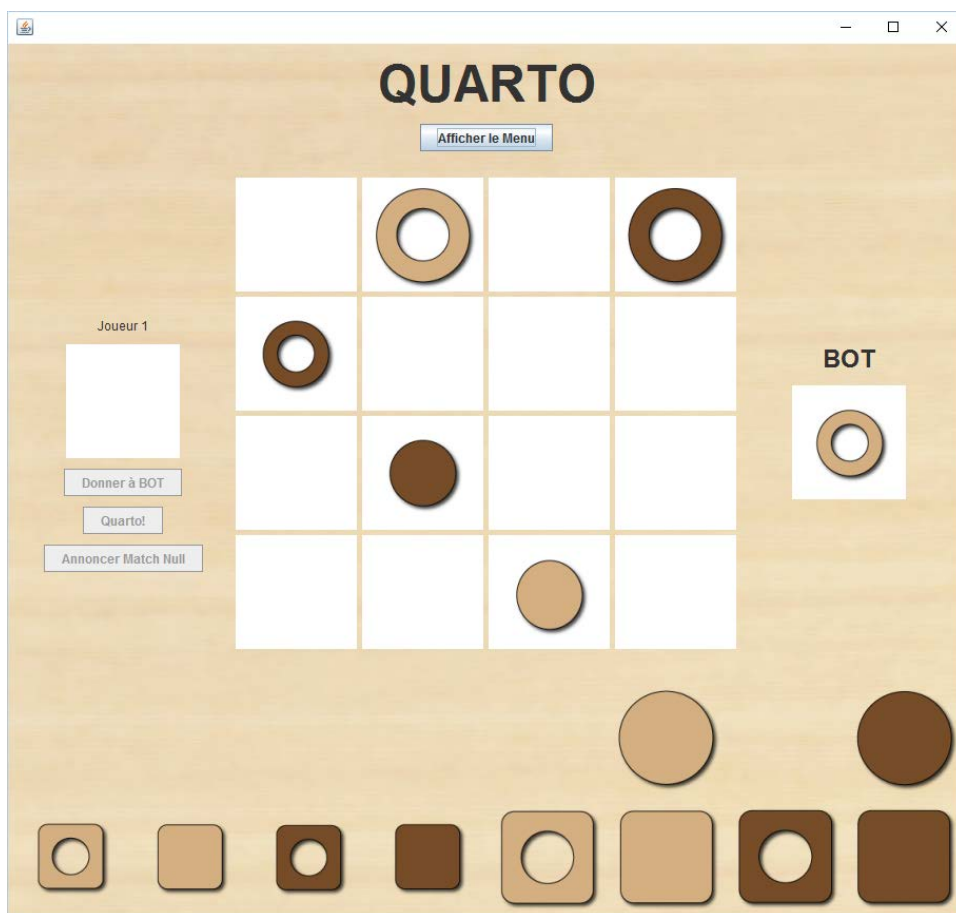 QUARTO
Afficher le Menu
Joueur 1
Donner à BOT
Quarto!
Annoncer Match Null
BOT